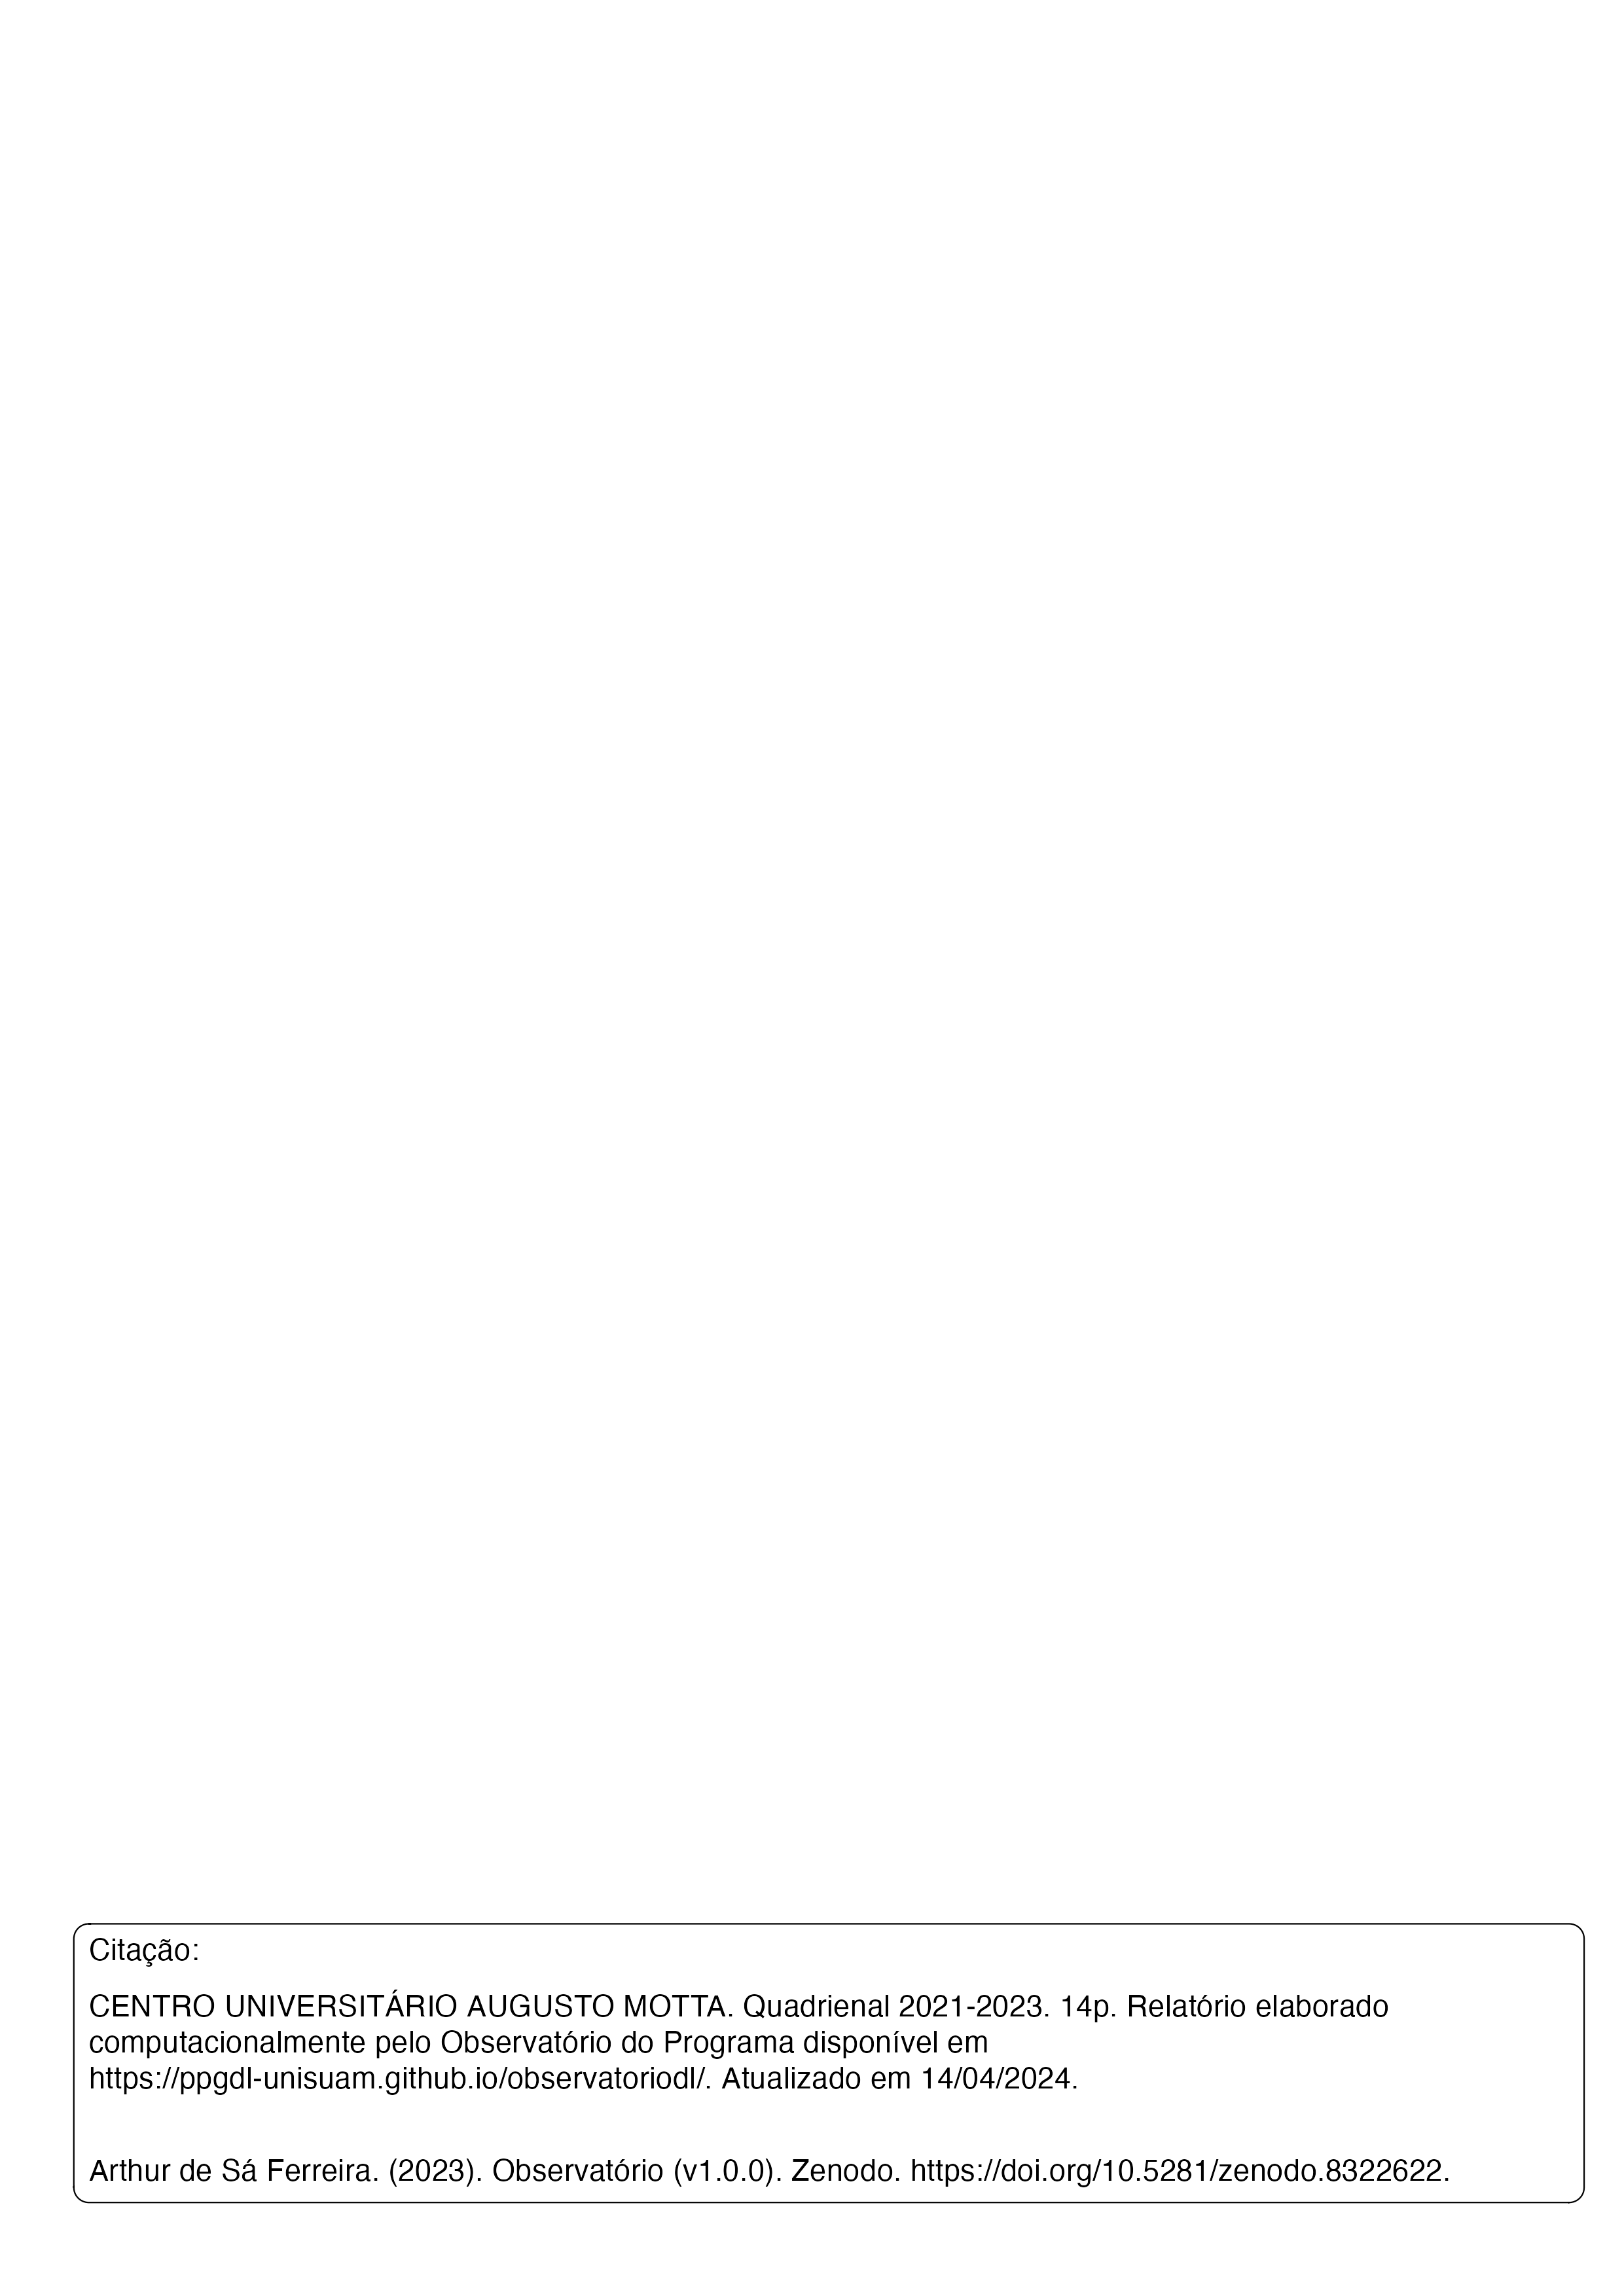 Citação:
CENTRO UNIVERSITÁRIO AUGUSTO MOTTA. Quadrienal 2021-2023. 14p. Relatório elaborado
computacionalmente pelo Observatório do Programa disponível em
https://ppgdl-unisuam.github.io/observatoriodl/. Atualizado em 14/04/2024.
Arthur de Sá Ferreira. (2023). Observatório (v1.0.0). Zenodo. https://doi.org/10.5281/zenodo.8322622.